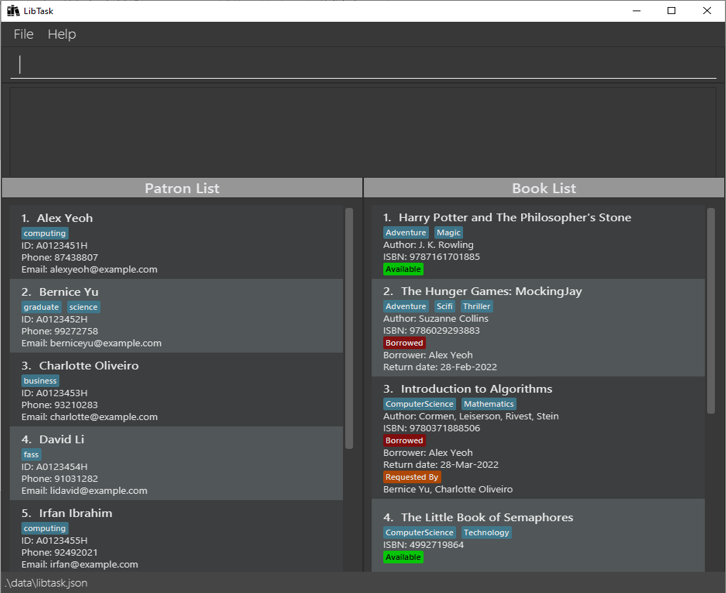 LibTask
File Help
Patron List
1. Alex Yeoh
computing
ID: A0123451H
Phone: 87438807
Email: alexyeoh@example.com
2. Bernice Yu
graduate science
ID: A0123452H
Phone: 99272758
Email: berniceyu@example.com
3. Charlotte Oliveiro
business
ID: A0123453H
Phone: 93210283
Email: charlotte@example.com
4. David Li
fass
ID: A0123454H
Phone: 91031282
Email: lidavid@example.com
5. Irfan Ibrahim
computing
ID: A0123455H
Phone: 92492021
Email: irfan@example.com
Book List
1. Harry Potter and The Philosopher's Stone
Adventure Magic
Author: J. K. Rowling
ISBN: 9787161701885
Available
2. The Hunger Games: MockingJay
Adventure Scifi Thriller
Author: Suzanne Collins
ISBN: 9786029293883
Borrowed
Borrower: Alex Yeoh
Return date: 28-Feb-2022
3. Introduction to Algorithms
ComputerScience Mathematics
Author: Cormen, Leiserson, Rivest, Stein
ISBN: 9780371888506
Borrowed
Borrower: Alex Yeoh
Return date: 28-Mar-2022
Requested By
Bernice Yu, Charlotte Oliveiro
4. The Little Book of Semaphores
ComputerScience Technology
ISBN: 4992719864
Available
.\data\libtask.json